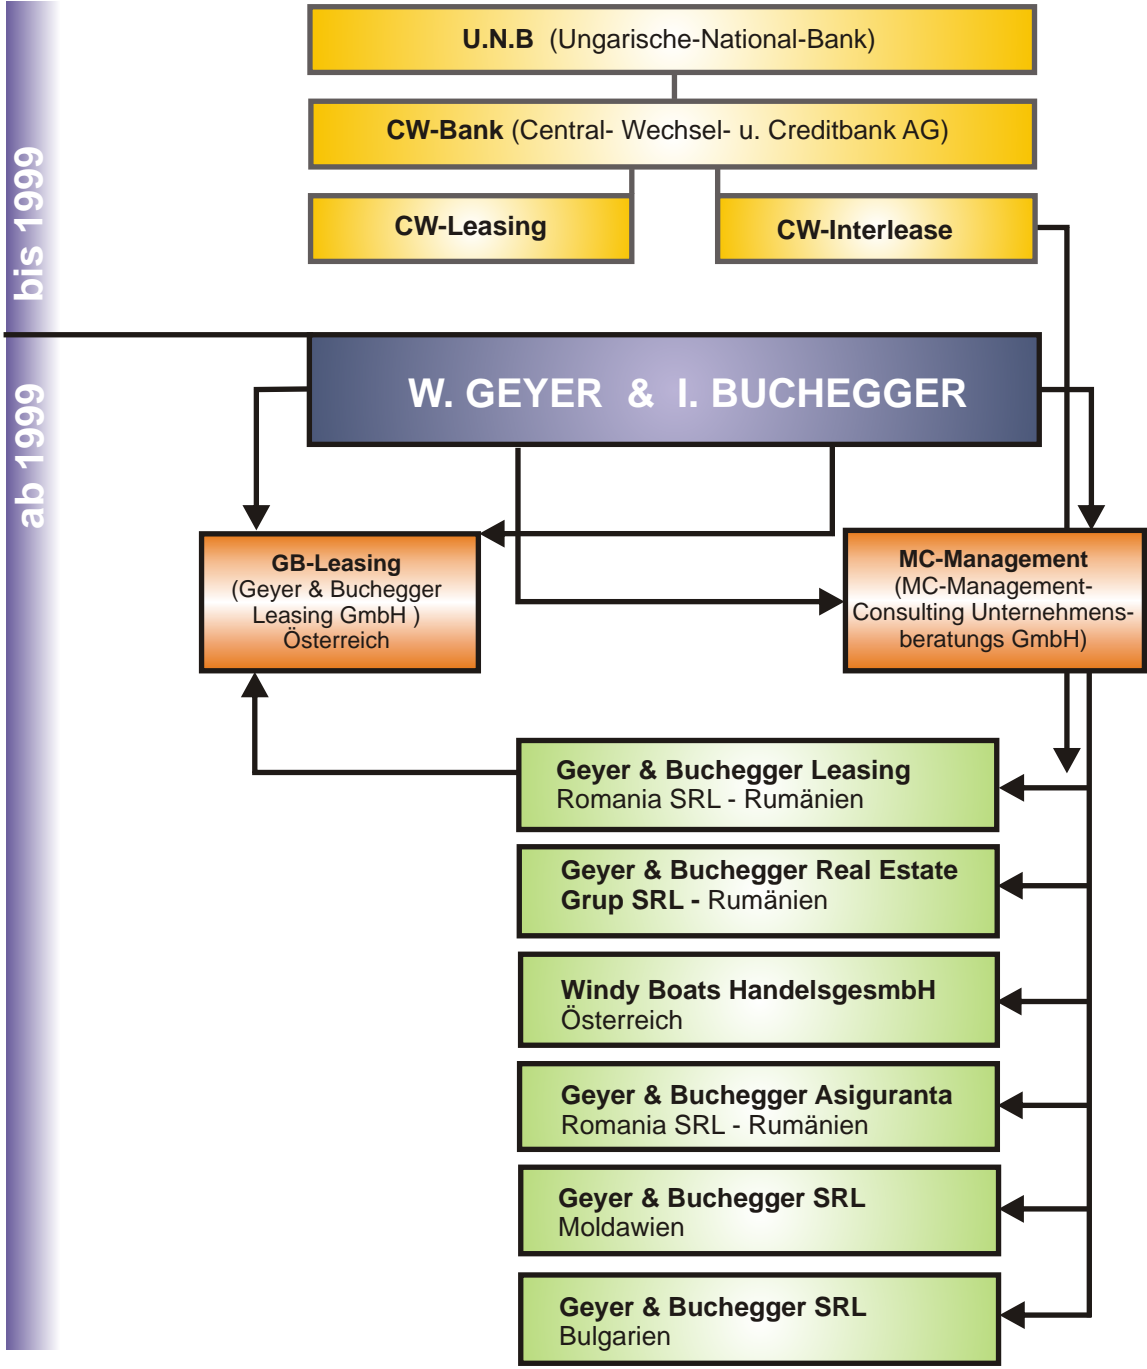 U.N.B (Ungarische-National-Bank)
CW-Bank (Central- Wechsel- u. Creditbank AG)
CW-Leasing
CW-Interlease
bis 1999
W. GEYER & I. BUCHEGGER
ab 1999
GB-Leasing
(Geyer & Buchegger
Leasing GmbH )
Österreich
MC-Management
(MC-Management-
Consulting Unternehmens-
beratungs GmbH)
Geyer & Buchegger Leasing
Romania SRL - Rumänien
Geyer & Buchegger Real Estate
Grup SRL - Rumänien
Windy Boats HandelsgesmbH
Österreich
Geyer & Buchegger Asiguranta
Romania SRL - Rumänien
Geyer & Buchegger SRL
Moldawien
Geyer & Buchegger SRL
Bulgarien